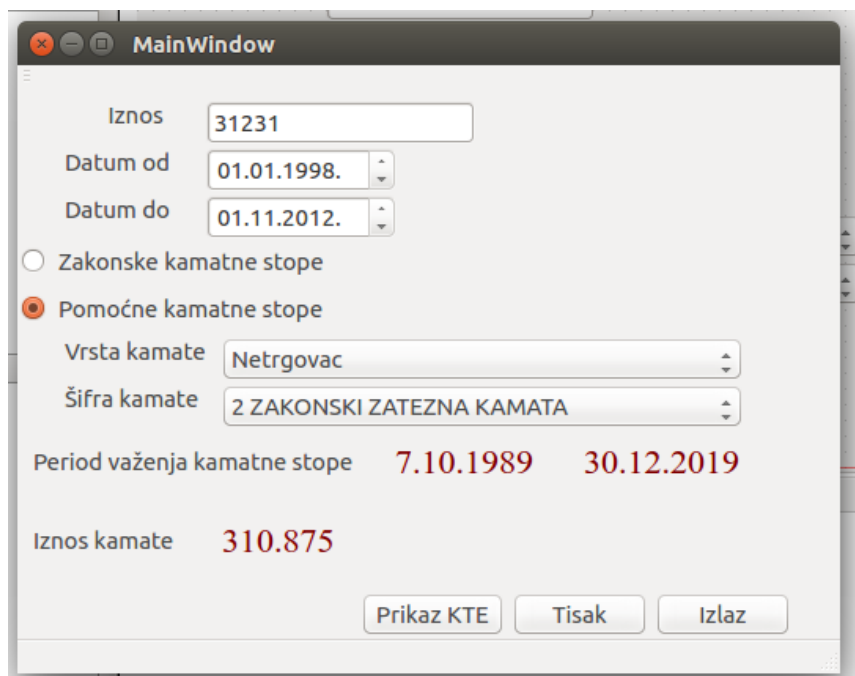 MainWindow
Iznos 31231
Datum od 01.01.1998.
Datum do 01.11.2012.
Zakonske kamatne stope
Pomoćne kamatne stope
Vrsta kamate Netrgovac
Šifra kamate 2 ZAKONSKI ZATEZNA KAMATA
Period važenja kamatne stope 7.10.1989 30.12.2019
Iznos kamate 310.875
Prikaz KTE Tisak Izlaz